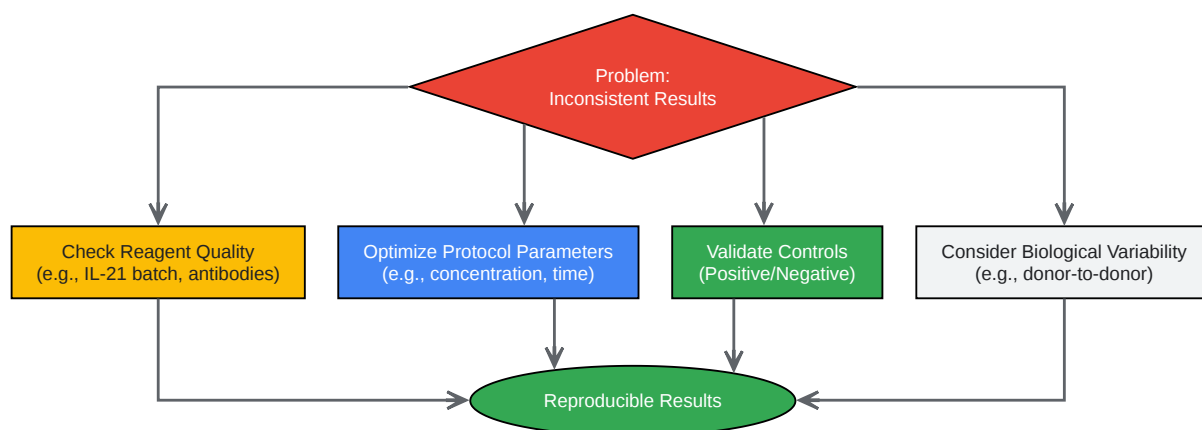 Problem:
Inconsistent Results
Check Reagent Quality
(e.g., IL-21 batch, antibodies)
Optimize Protocol Parameters
(e.g., concentration, time)
Validate Controls
(Positive/Negative)
Consider Biological Variability
(e.g., donor-to-donor)
Reproducible Results